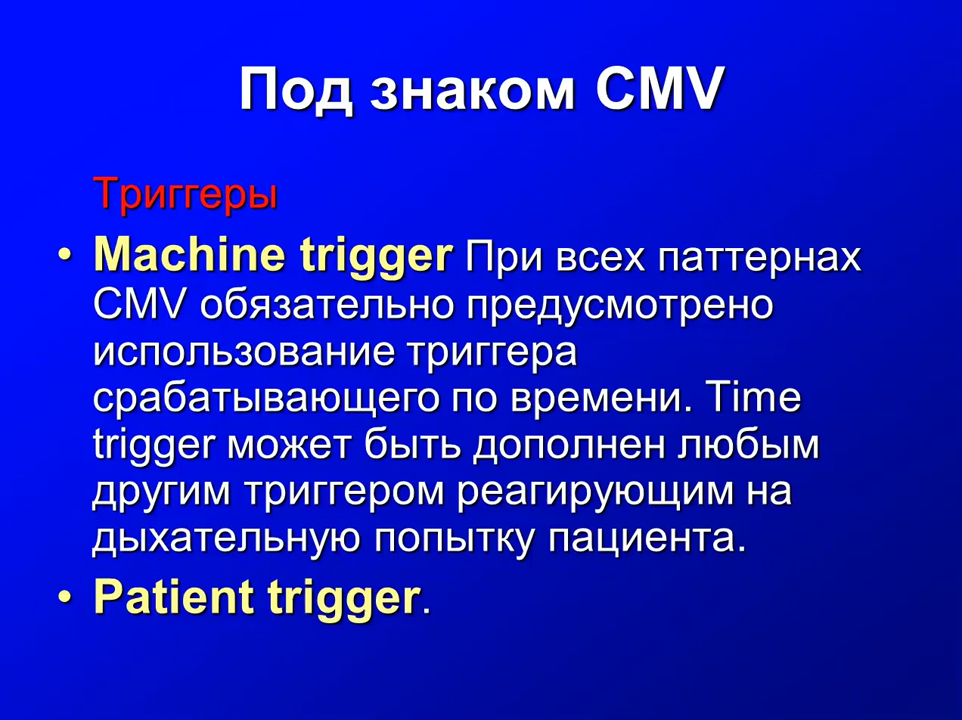 Под знаком CMV
Триггеры
• Machine trigger При всех паттернах
CMV обязательно предусмотрено
использование триггера
срабатывающего по времени. Time
trigger может быть дополнен любым
другим триггером реагирующим на
дыхательную попытку пациента.
• Patient trigger.